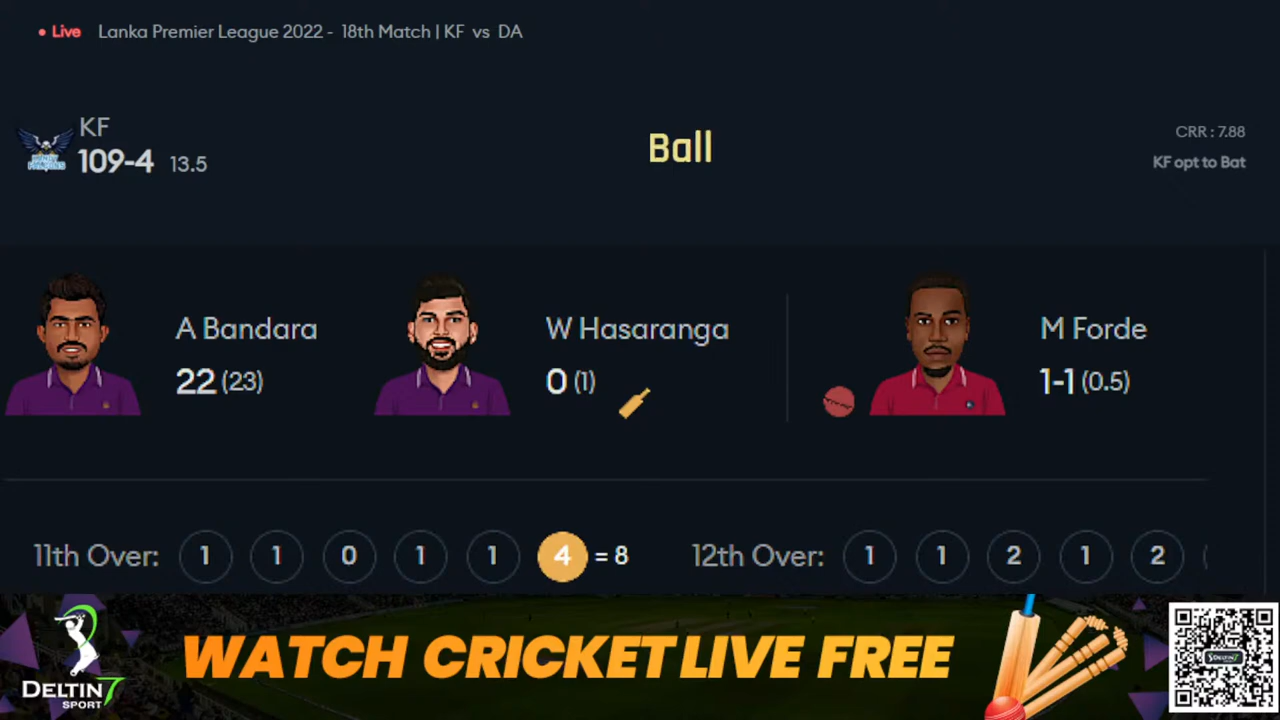 Live Lanka Premier League 2022 - 18th Match | KF vs DA
KF
109-4 13.5
Ball
CRR : 7.88
KF opt to Bat
A Bandara
22 (23)
W Hasaranga
0 (1)
M Forde
1-1 (0.5)
11th Over: 1 1 0 1 1 4 = 8
12th Over: 1 1 2 1 2
WATCH CRICKET LIVE FREE
DELTIN7
SPORT